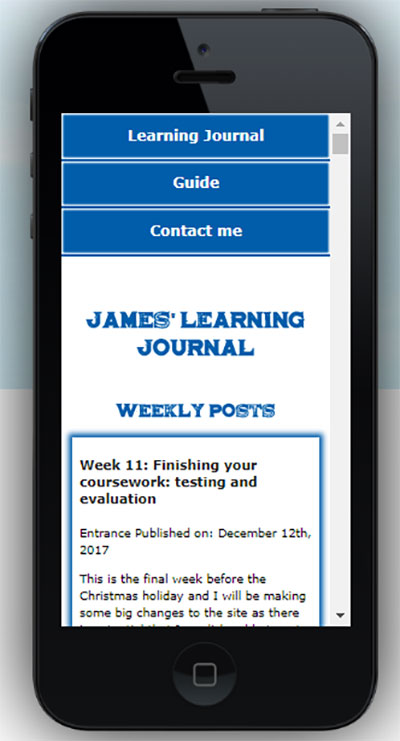 Learning Journal
Guide
Contact me
JAMES' LEARNING
JOURNAL
WEEKLY POSTS
Week 11: Finishing your
coursework: testing and
evaluation
Entrance Published on: December 12th,
2017
This is the final week before the
Christmas holiday and I will be making
some big changes to the site as there